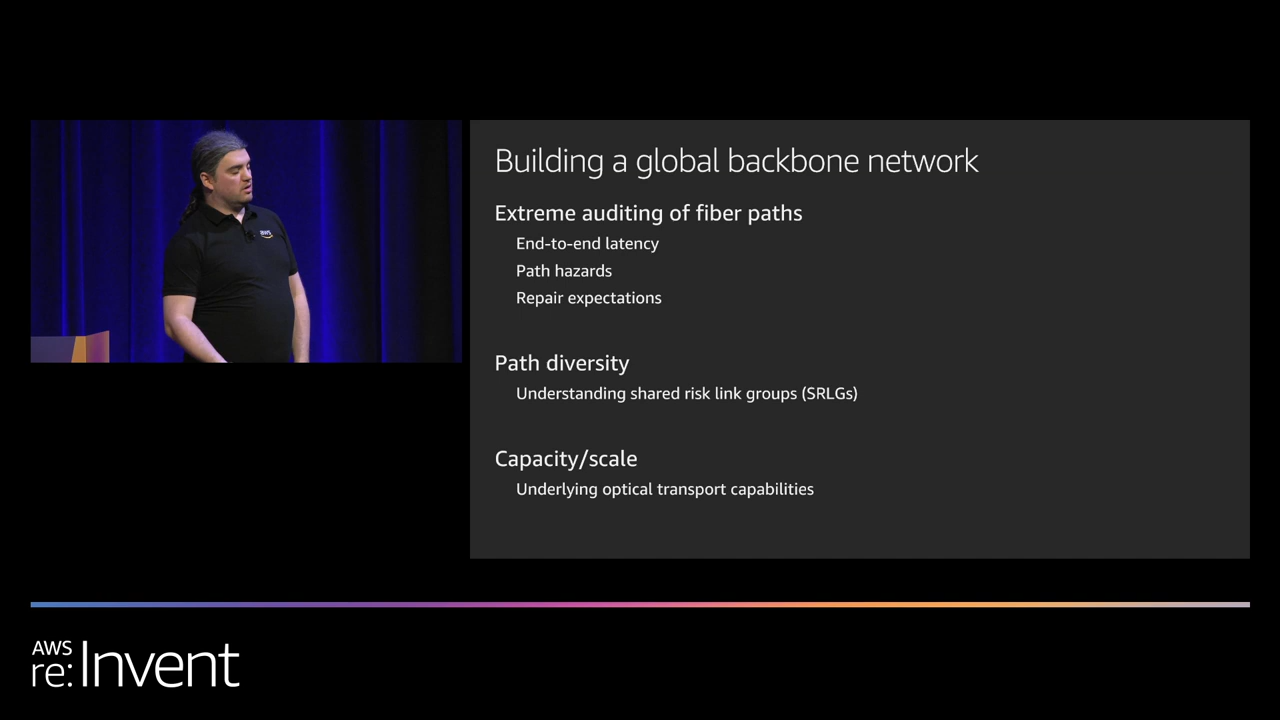 Building a global backbone network
Extreme auditing of fiber paths
End-to-end latency
Path hazards
Repair expectations
Path diversity
Understanding shared risk link groups (SRLGs)
Capacity/scale
Underlying optical transport capabilities
aws
AWS
re:Invent